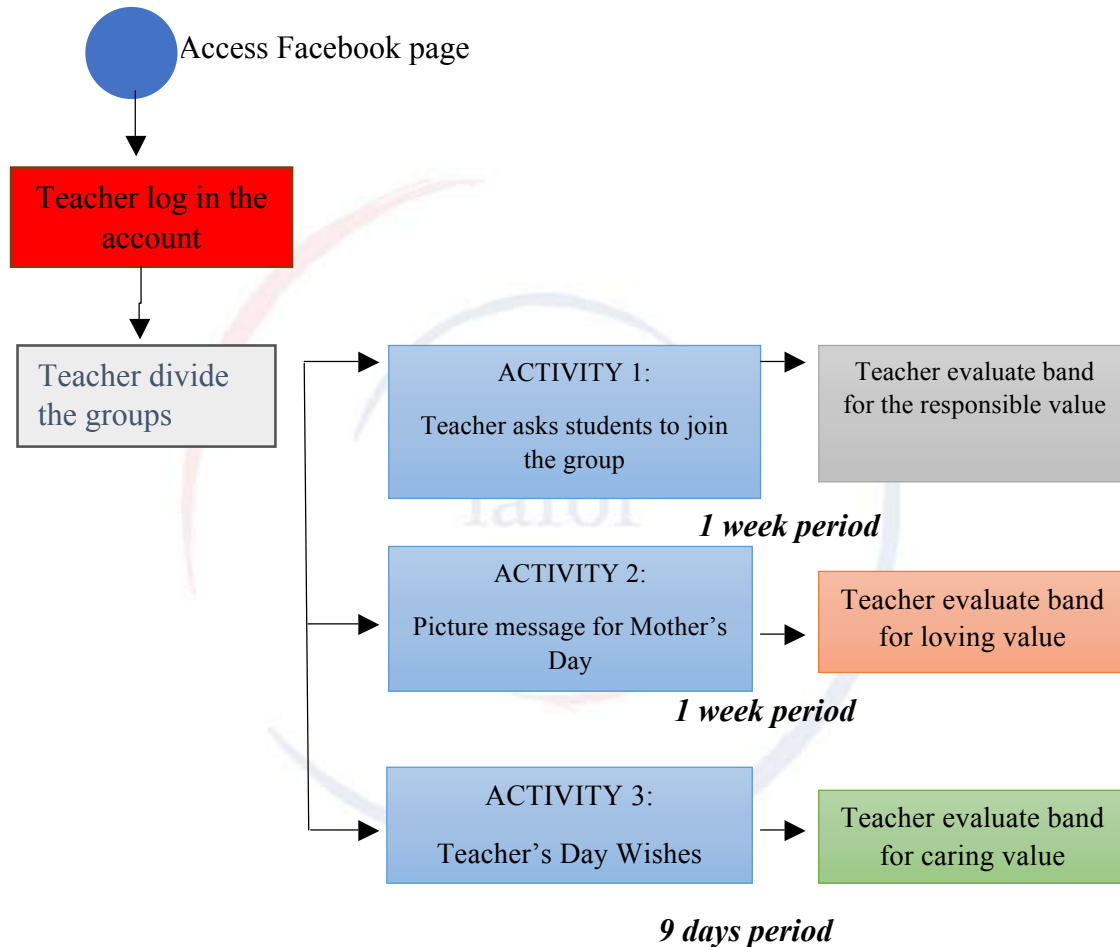 Access Facebook page
Teacher log in the
account
Teacher divide
the groups
ACTIVITY 1:
Teacher asks students to join
the group
Teacher evaluate band
for the responsible value
iafor
1 week period
ACTIVITY 2:
Picture message for Mother's
Day
Teacher evaluate band
for loving value
1 week period
ACTIVITY 3:
Teacher's Day Wishes
Teacher evaluate band
for caring value
9 days period